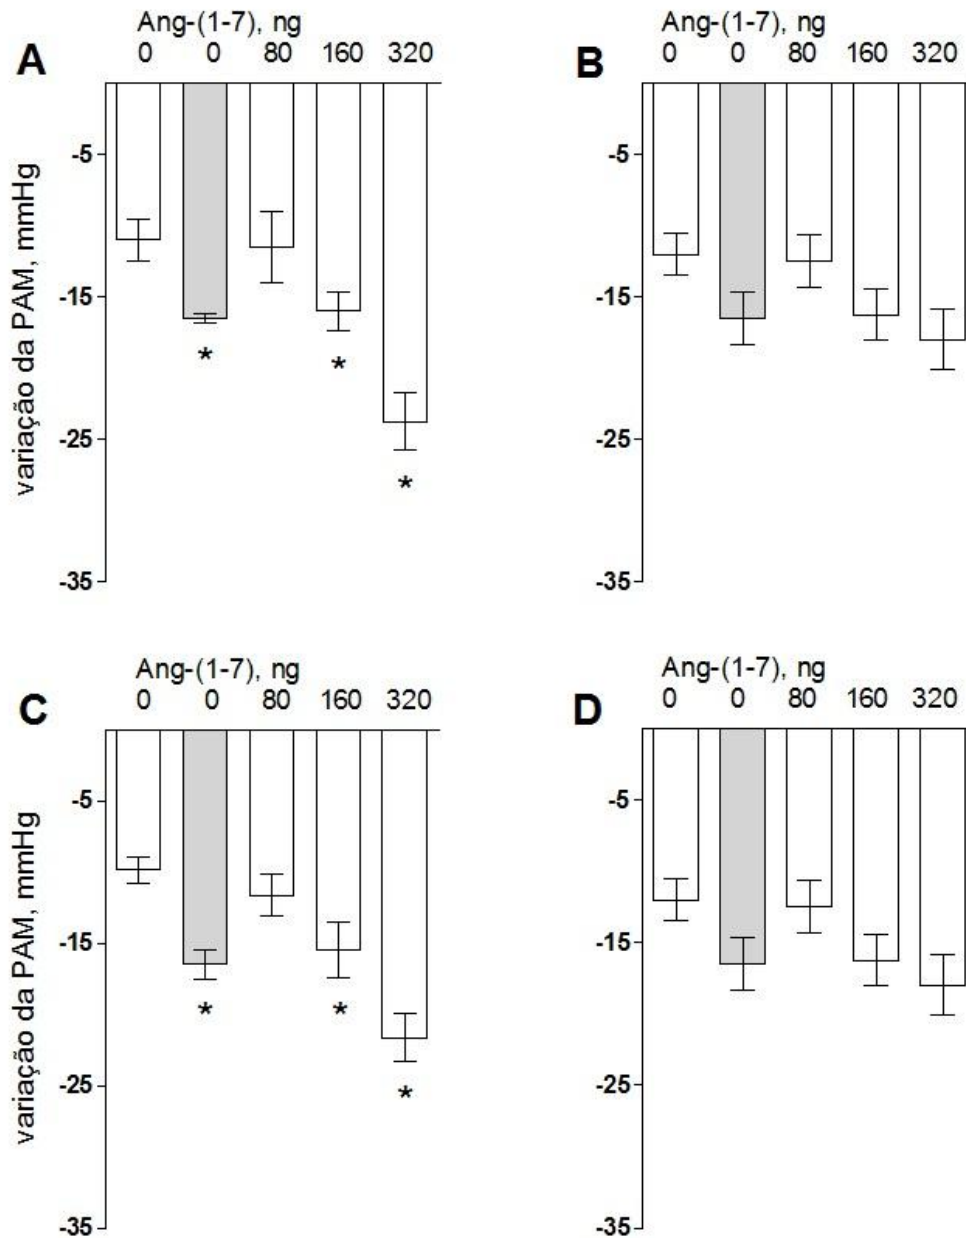 Ang-(1-7), ng
0 0 80 160 320
A
-5
-15
-25
-35
variação da PAM, mmHg
*
*
*
Ang-(1-7), ng
0 0 80 160 320
B
-5
-15
-25
-35
Ang-(1-7), ng
0 0 80 160 320
C
-5
-15
-25
-35
variação da PAM, mmHg
*
*
*
Ang-(1-7), ng
0 0 80 160 320
D
-5
-15
-25
-35